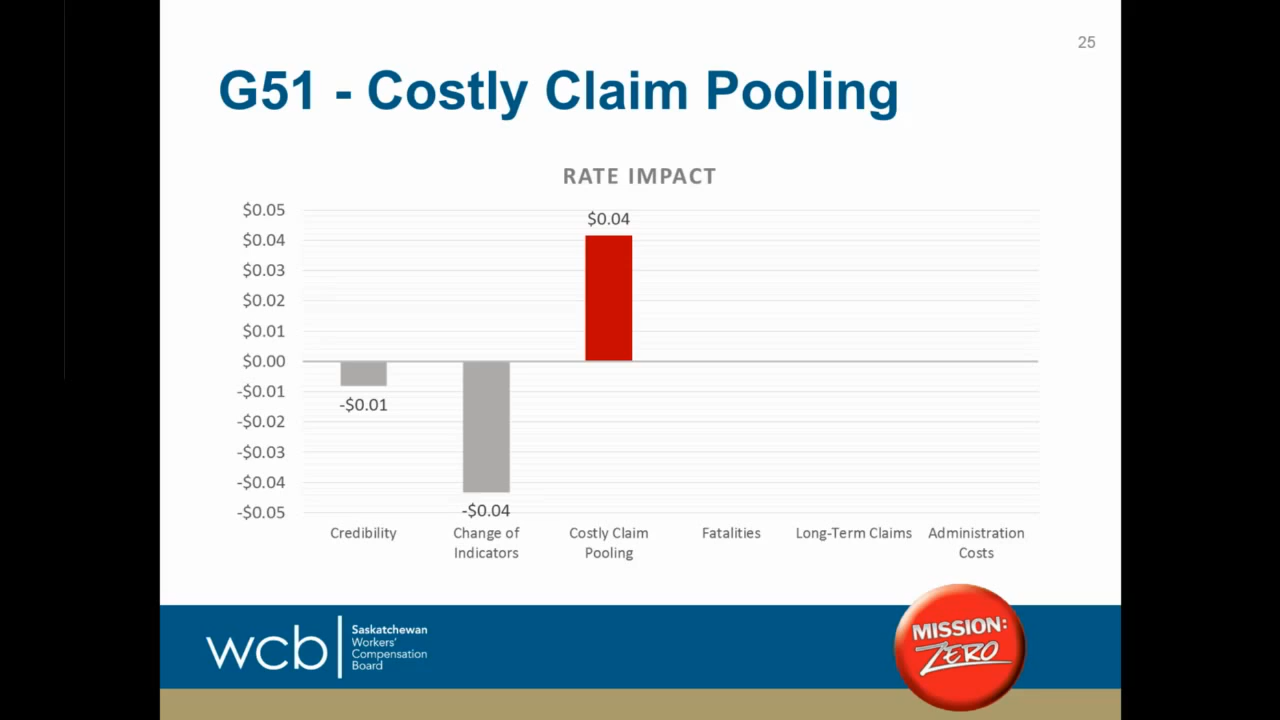 25
G51 - Costly Claim Pooling
RATE IMPACT
$0.05
$0.04
$0.03
$0.02
$0.01
$0.00
-$0.01
-$0.02
-$0.03
-$0.04
-$0.05
-$0.01
-$0.04
$0.04
Credibility
Change of
Indicators
Costly Claim
Pooling
Fatalities
Long-Term Claims
Administration
Costs
wcb
Saskatchewan
Workers'
Compensation
Board
MISSION:
ZERO